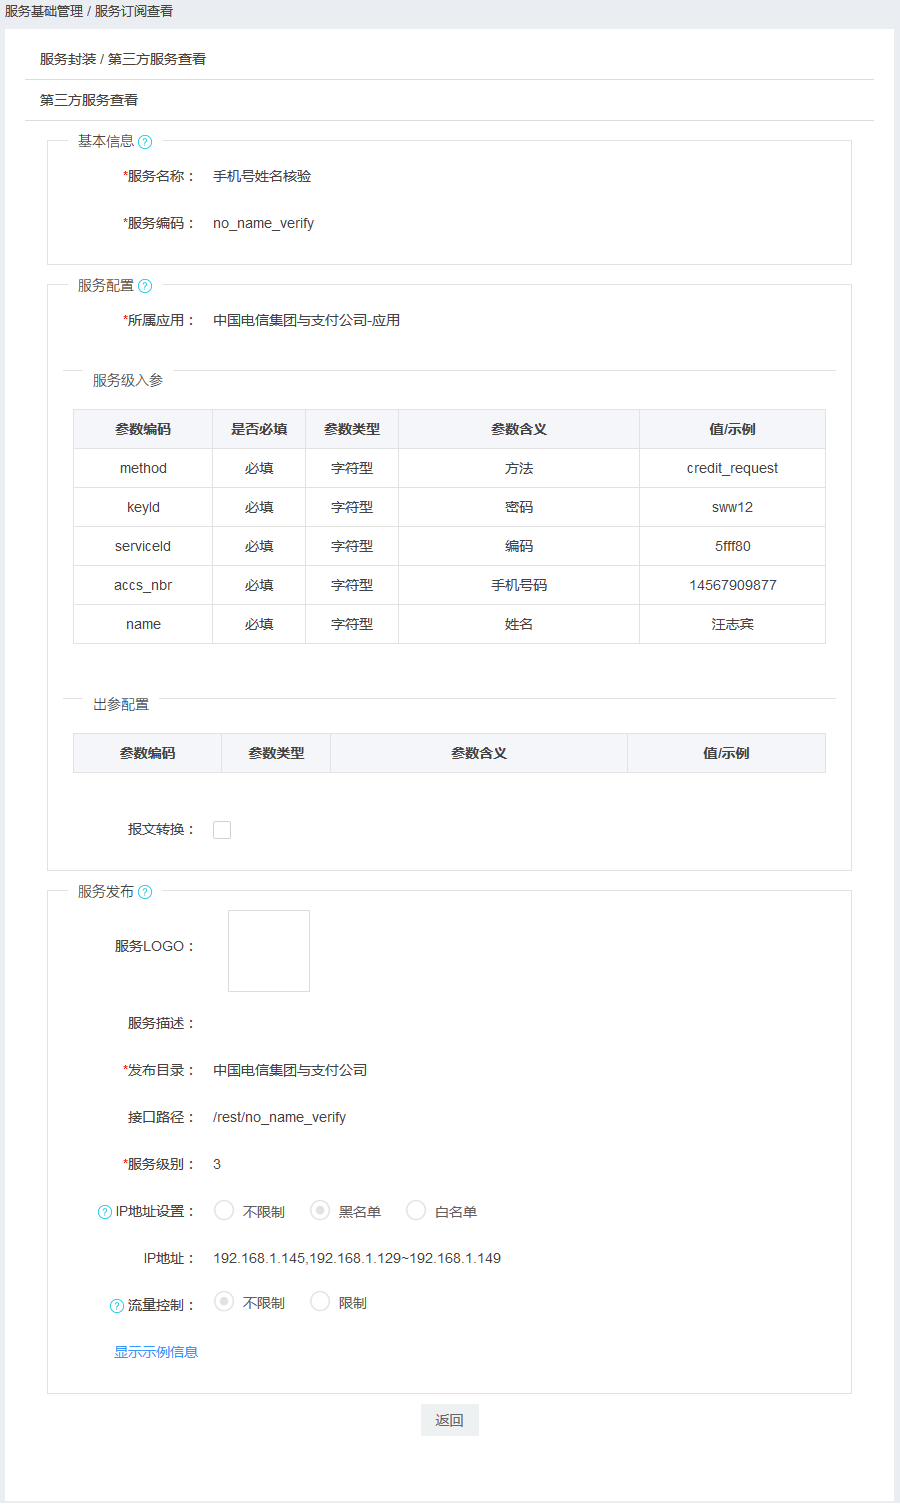 服务基础管理 / 服务订阅查看
服务封装 / 第三方服务查看
第三方服务查看
基本信息 ?
*服务名称： 手机号姓名核验
*服务编码： no_name_verify
服务配置 ?
*所属应用： 中国电信集团与支付公司-应用
服务级入参
参数编码 是否必填 参数类型 参数含义 值/示例
method 必填 字符型 方法 credit_request
keyId 必填 字符型 密码 sww12
serviceId 必填 字符型 编码 5fff80
accs_nbr 必填 字符型 手机号码 14567909877
name 必填 字符型 姓名 汪志宾
出参配置
参数编码 参数类型 参数含义 值/示例
报文转换：
服务发布 ?
服务LOGO：
服务描述：
*发布目录： 中国电信集团与支付公司
接口路径： /rest/no_name_verify
*服务级别： 3
? IP地址设置： 不限制 黑名单 白名单
IP地址： 192.168.1.145,192.168.1.129~192.168.1.149
? 流量控制： 不限制 限制
显示示例信息
返回